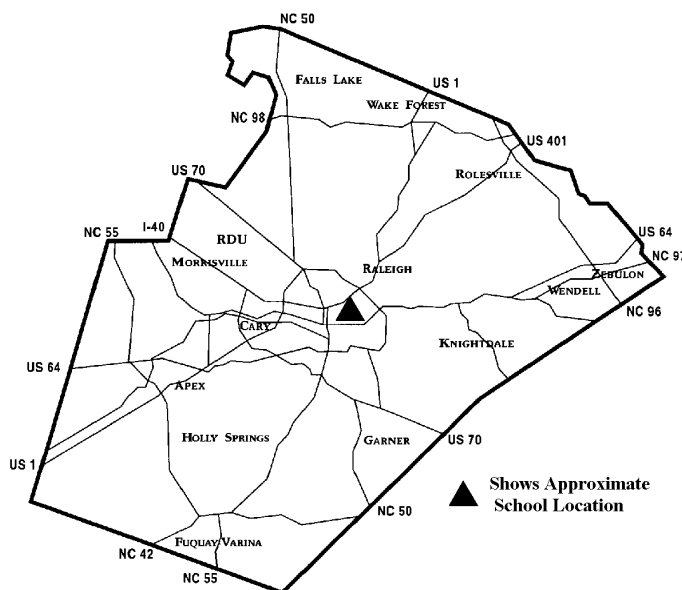 NC 50
FALLS LAKE
US 1
WAKE FOREST
NC 98
US 401
US 70
ROLESVILLE
I-40
NC 55
RDU
US 64
MORRISVILLE
RALEIGH
NC 97
ZEBULON
WENDELL
NC 96
CARY
KNIGHTDALE
US 64
APEX
HOLLY SPRINGS
GARNER
US 70
US 1
Shows Approximate
School Location
NC 50
FUQUAY-VARINA
NC 42
NC 55